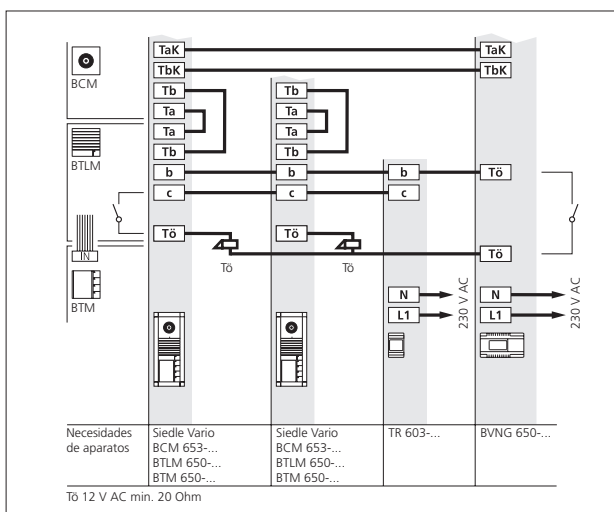 TaK TaK
BCM TbK TbK
Tb Tb
Ta Ta
Ta Ta
BTLM Tb Tb
b b b Tö
c c c
Tö Tö
IN Tö Tö Tö
BTM N N
L1 230 V AC L1 230 V AC
Necesidades Siedle Vario Siedle Vario TR 603-... BVNG 650-...
de aparatos BCM 653-... BCM 653-...
BTLM 650-... BTLM 650-...
BTM 650-... BTM 650-...
Tö 12 V AC min. 20 Ohm